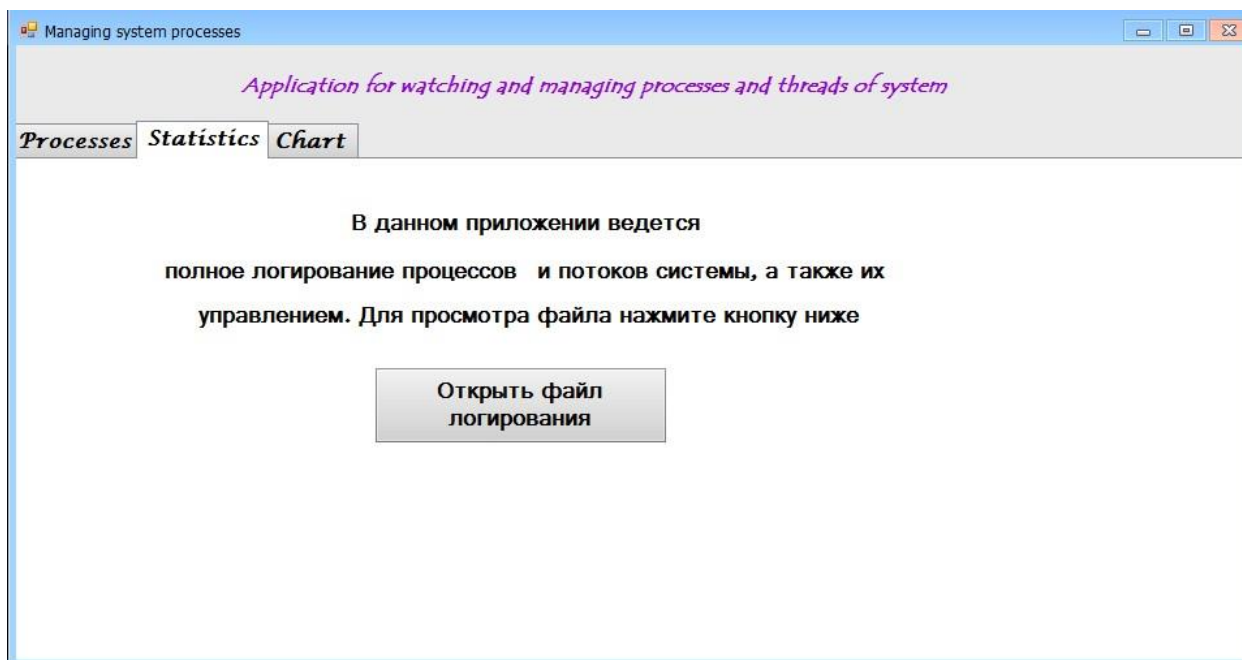 Managing system processes
Application for watching and managing processes and threads of system
Processes Statistics Chart
В данном приложении ведется
полное логирование процессов и потоков системы, а также их
управлением. Для просмотра файла нажмите кнопку ниже
Открыть файл
логирования